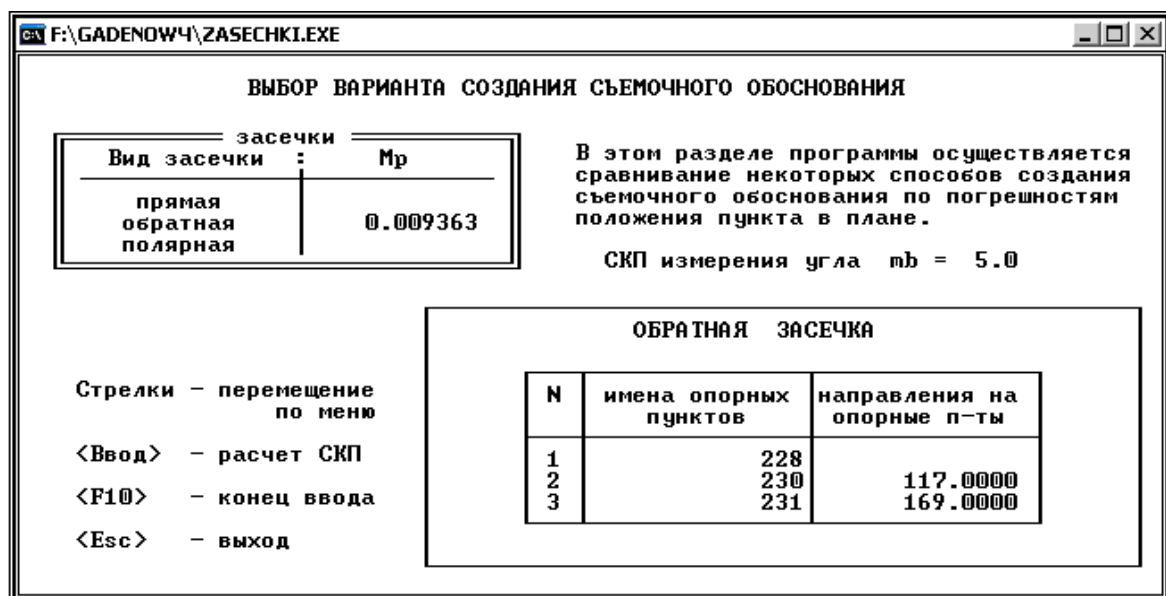 F:\GADENOW4\ZASECHKI.EXE
ВЫБОР ВАРИАНТА СОЗДАНИЯ СЪЕМОЧНОГО ОБОСНОВАНИЯ
засечки
Вид засечки : Mp
прямая
обратная 0.009363
полярная
В этом разделе программы осуществляется
сравнивание некоторых способов создания
съемочного обоснования по погрешностям
положения пункта в плане.
СКП измерения угла mb = 5.0
Стрелки – перемещение
по меню
<Ввод> – расчет СКП
<F10> – конец ввода
<Esc> – выход
ОБРАТНАЯ ЗАСЕЧКА
N имена опорных направления на
пунктов опорные п-ты
1 228
2 230 117.0000
3 231 169.0000